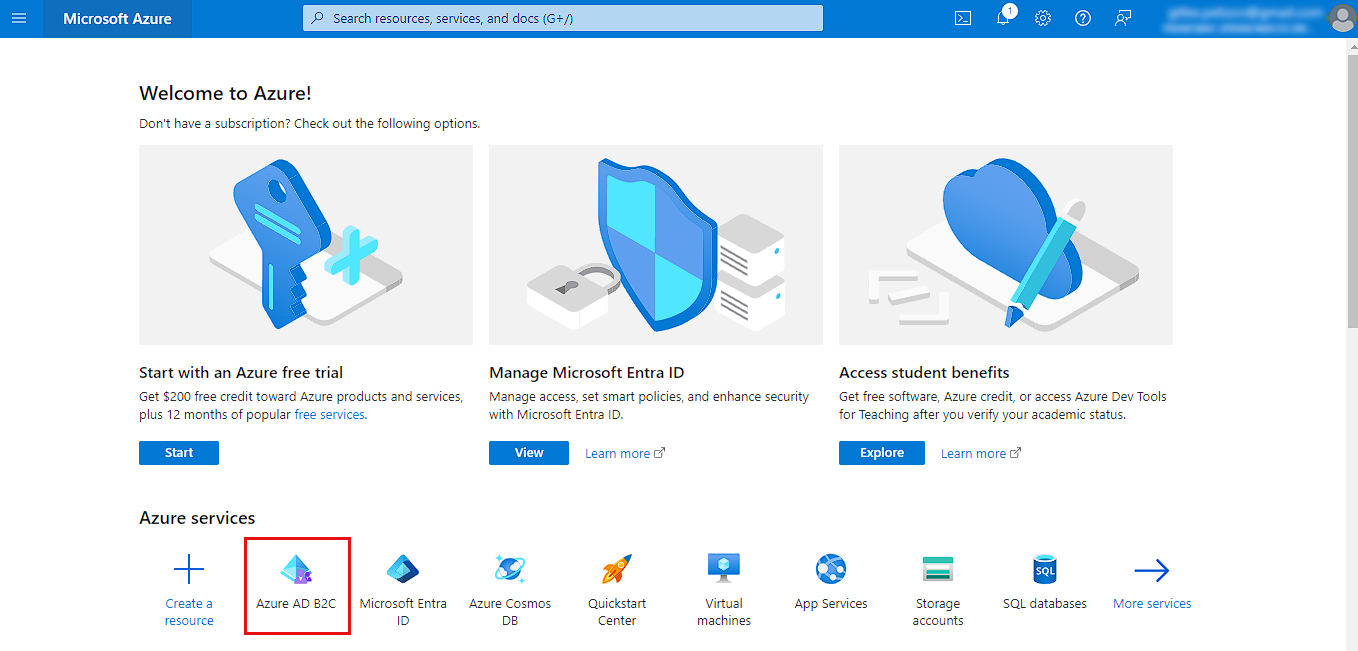 Microsoft Azure
Search resources, services, and docs (G+/)
1
Welcome to Azure!
Don't have a subscription? Check out the following options.
Start with an Azure free trial
Get $200 free credit toward Azure products and services,
plus 12 months of popular free services.
Start
Manage Microsoft Entra ID
Manage access, set smart policies, and enhance security
with Microsoft Entra ID.
View
Learn more
Access student benefits
Get free software, Azure credit, or access Azure Dev Tools
for Teaching after you verify your academic status.
Explore
Learn more
Azure services
Create a
resource
Azure AD B2C
Microsoft Entra
ID
Azure Cosmos
DB
Quickstart
Center
Virtual
machines
App Services
Storage
accounts
SQL
SQL databases
More services